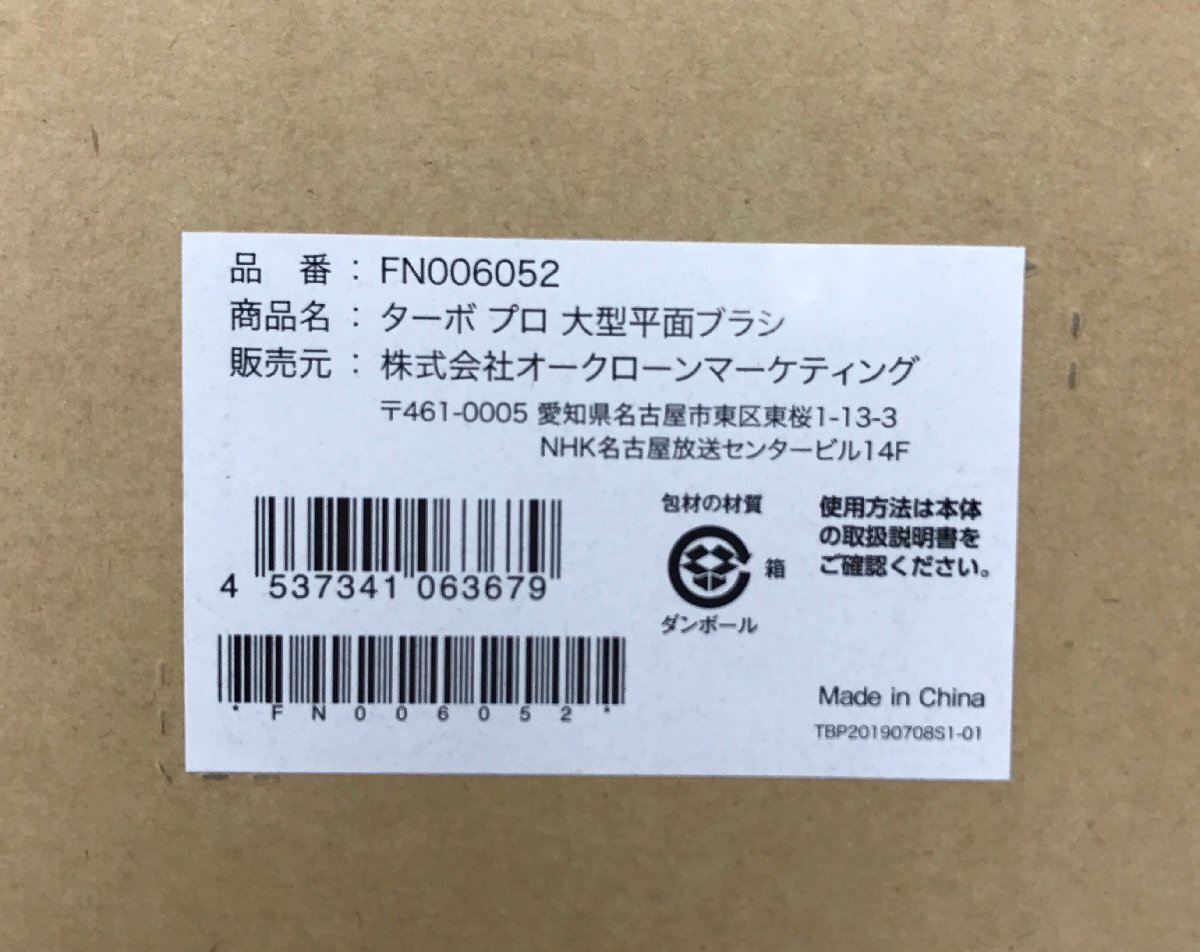 品　番：FN006052
商品名：ターボ プロ 大型平面ブラシ
販売元：株式会社オークローンマーケティング
〒461-0005 愛知県名古屋市東区東桜1-13-3
NHK名古屋放送センタービル14F
4 537341 063679
*FN006052*
包材の材質
箱
ダンボール
使用方法は本体
の取扱説明書を
ご確認ください。
Made in China
TBP20190708S1-01